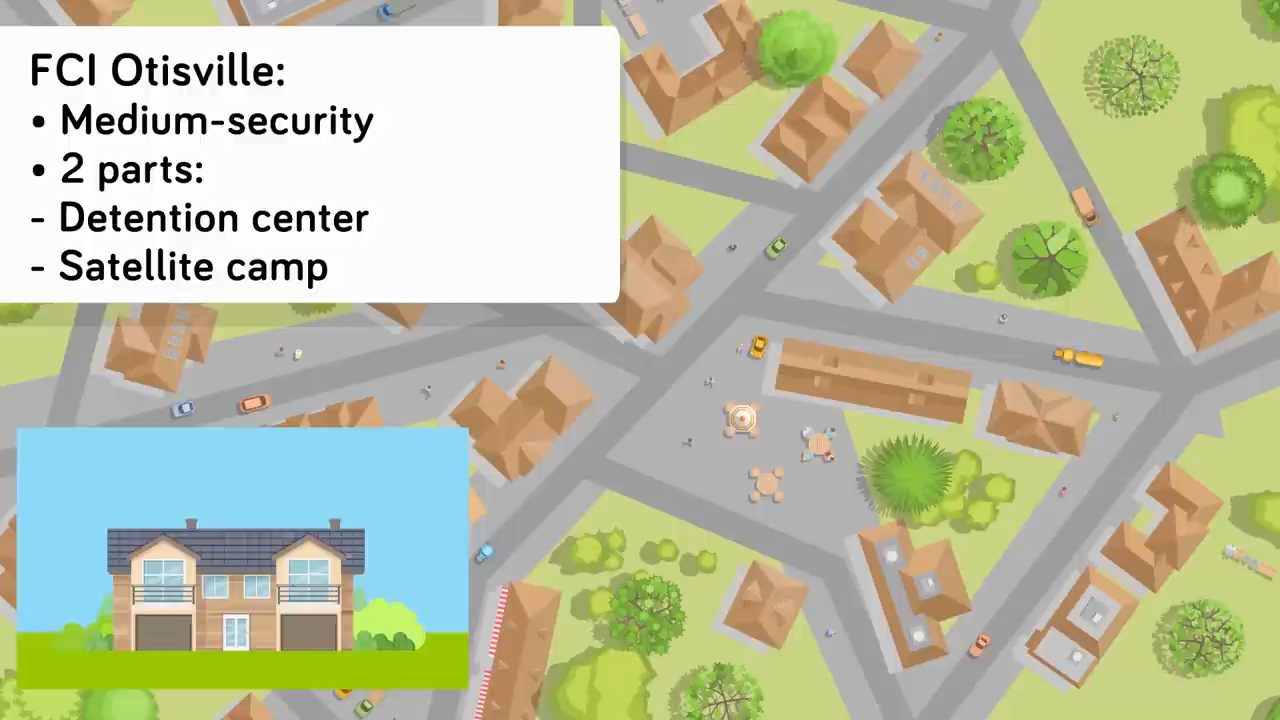 FCI Otisville:
• Medium-security
• 2 parts:
- Detention center
- Satellite camp